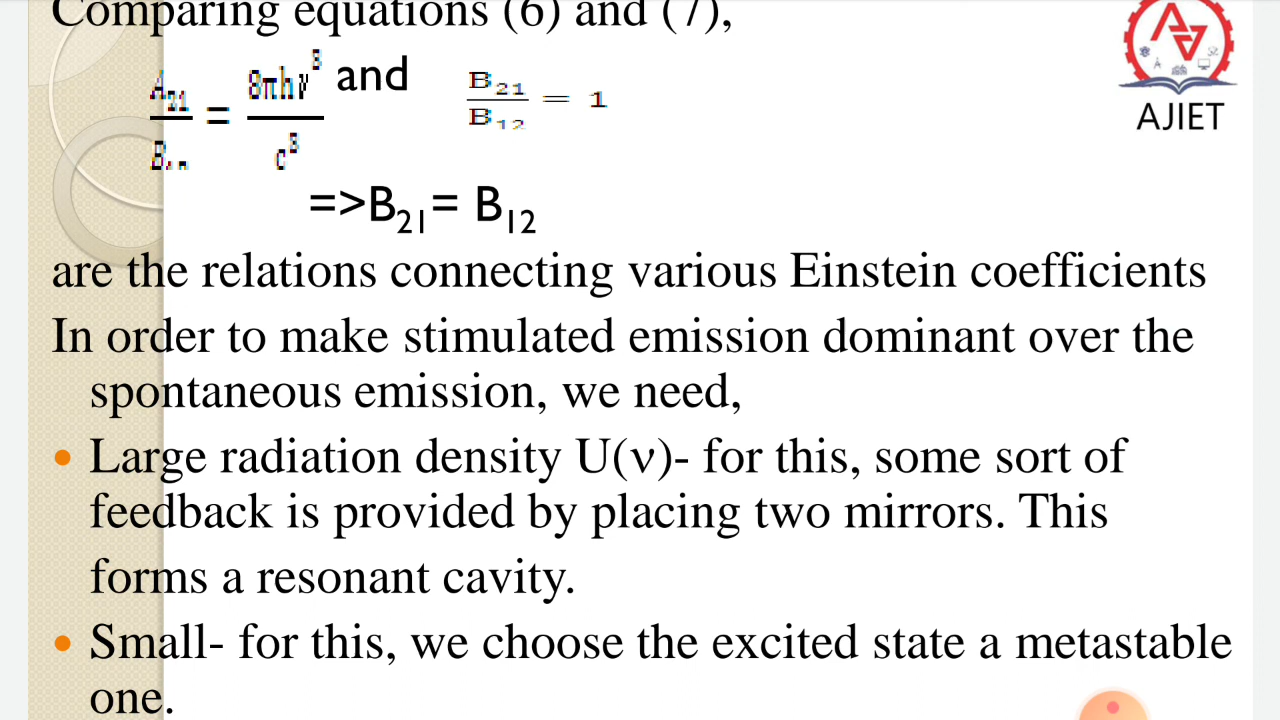 Comparing equations (6) and (7),
A21/B = 8πhν³/c³ and B21/B12 = 1
=>B21= B12
AJIET
are the relations connecting various Einstein coefficients
In order to make stimulated emission dominant over the
spontaneous emission, we need,
• Large radiation density U(ν)- for this, some sort of
feedback is provided by placing two mirrors. This
forms a resonant cavity.
• Small- for this, we choose the excited state a metastable
one.